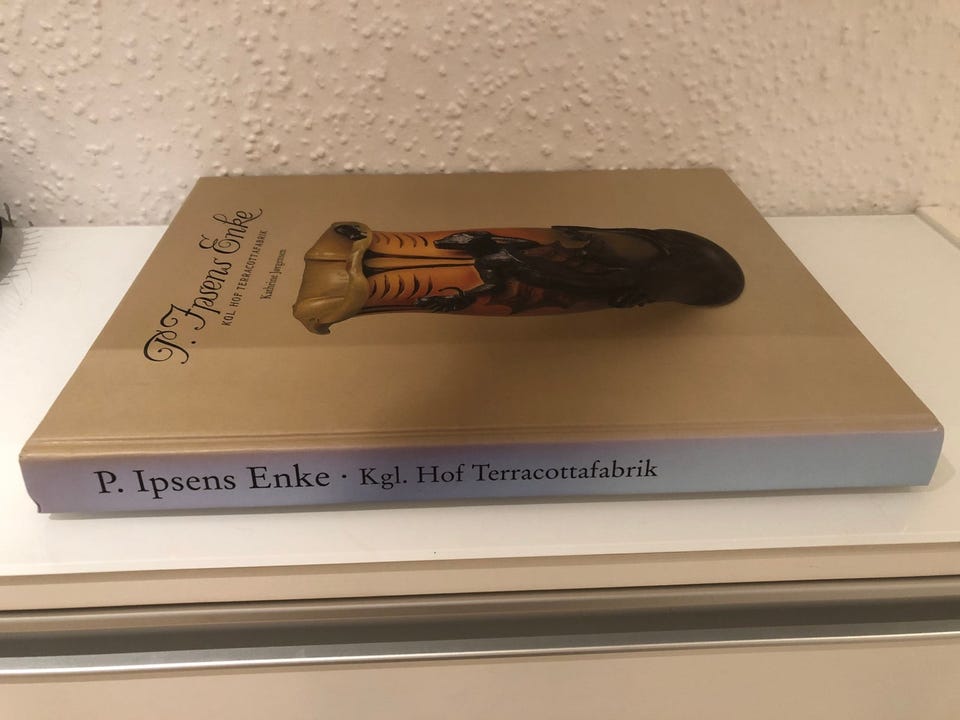 P. Ipsens Enke
KGL HOF TERRACOTTAFABRIK
Kathrine Jørgensen
P. Ipsens Enke · Kgl. Hof Terracottafabrik